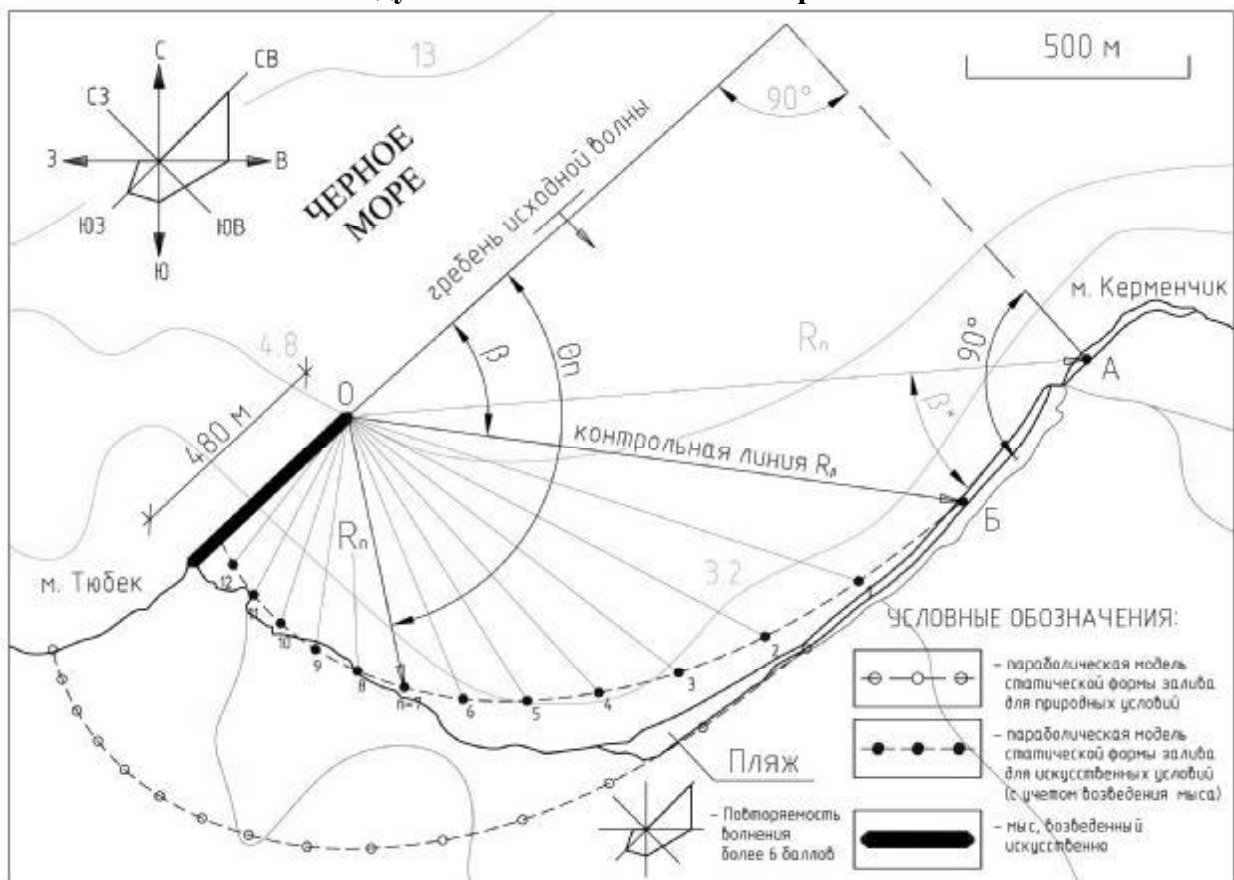 С
СВ
СЗ
З
В
ЮЗ
ЮВ
Ю
13
ЧЕРНОЕ
МОРЕ
500 м
90°
гребень исходной волны
м. Керменчик
4.8
480 м
О
β
Θп
Rп
90°
А
контрольная линия Rл
Б
Rп
3.2
м. Тюбек
12
11
10
9
8
n=7
6
5
4
3
2
Пляж
УСЛОВНЫЕ ОБОЗНАЧЕНИЯ:
– параболическая модель
статической формы залива
для природных условий
– параболическая модель
статической формы залива
для искусственных условий
(с учетом возведения мыса)
– мыс, возведенный
искусственно
– Повторяемость
волнения
более 6 баллов